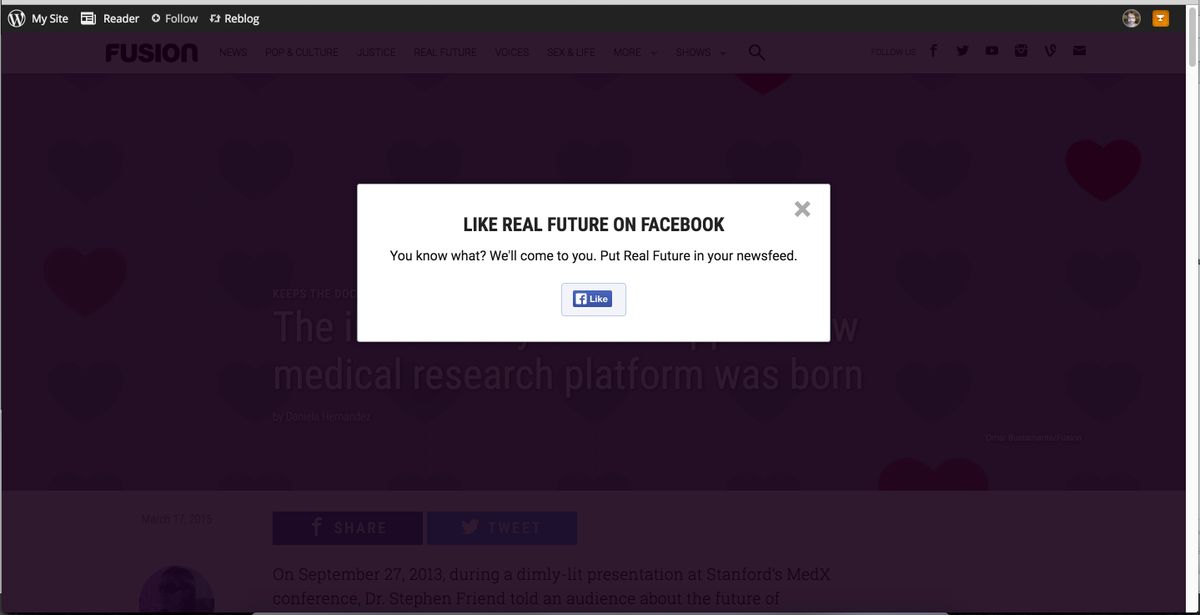 My Site Reader Follow Reblog
FUSION NEWS POP & CULTURE JUSTICE REAL FUTURE VOICES SEX & LIFE MORE SHOWS FOLLOW US
LIKE REAL FUTURE ON FACEBOOK
You know what? We'll come to you. Put Real Future in your newsfeed.
Like
KEEPS THE DOC
The i
medical research platform was born
by Daniela Hernandez
Omar Bustamante/Fusion
March 17, 2015
SHARE TWEET
On September 27, 2013, during a dimly-lit presentation at Stanford's MedX
conference, Dr. Stephen Friend told an audience about the future of